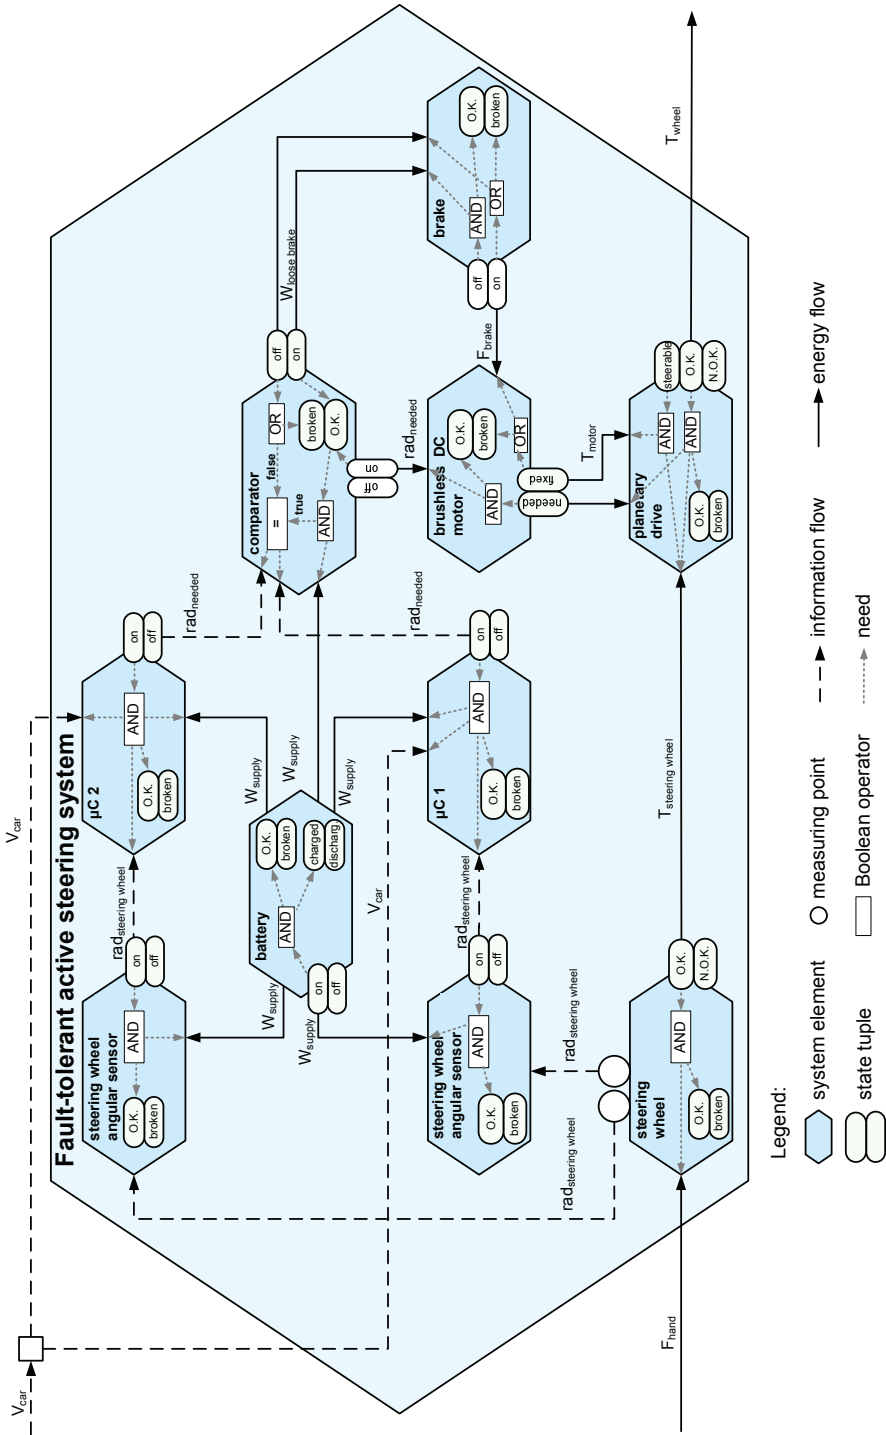 V_car
V_car
Fault-tolerant active steering system
steering wheel
angular sensor
AND
O.K.
broken
on
off
rad_steering wheel
µC 2
AND
O.K.
broken
on
off
rad_needed
W_supply
W_supply
W_supply
W_supply
W_supply
battery
AND
O.K.
broken
charged
discharg
on
off
comparator
=
false
true
OR
AND
broken
O.K.
off
on
off
on
W_loose brake
V_car
steering wheel
angular sensor
AND
O.K.
broken
on
off
rad_steering wheel
µC 1
AND
O.K.
broken
on
off
rad_needed
rad_needed
brushless DC
motor
AND
OR
O.K.
broken
needed
fixed
F_brake
brake
off
on
AND
OR
O.K.
broken
rad_steering wheel
rad_steering wheel
T_motor
steering
wheel
AND
O.K.
broken
O.K.
N.O.K.
T_steering wheel
planetary
drive
AND
AND
O.K.
broken
steerable
O.K.
N.O.K.
F_hand
T_wheel
Legend:
system element
measuring point
information flow
energy flow
state tuple
Boolean operator
need